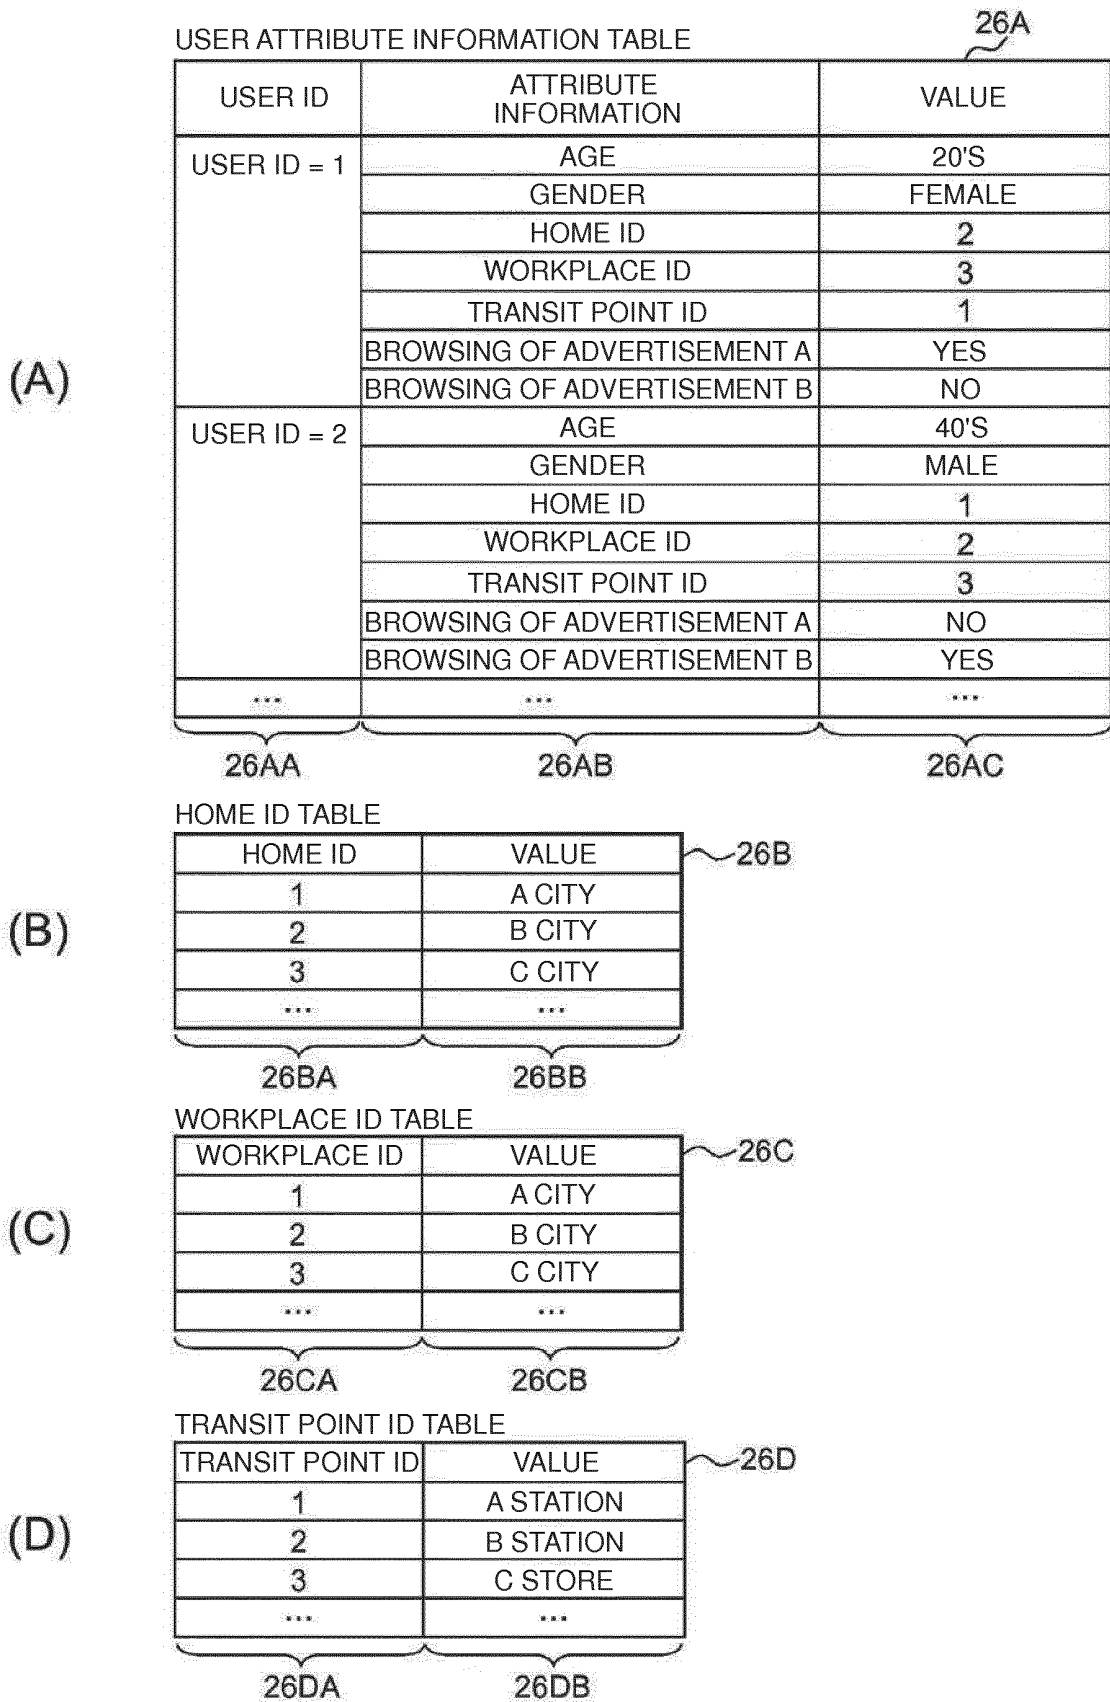 26A
USER ATTRIBUTE INFORMATION TABLE
USER ID ATTRIBUTE INFORMATION VALUE
USER ID = 1 AGE 20'S
GENDER FEMALE
HOME ID 2
WORKPLACE ID 3
TRANSIT POINT ID 1
(A)
BROWSING OF ADVERTISEMENT A YES
BROWSING OF ADVERTISEMENT B NO
USER ID = 2 AGE 40'S
GENDER MALE
HOME ID 1
WORKPLACE ID 2
TRANSIT POINT ID 3
BROWSING OF ADVERTISEMENT A NO
BROWSING OF ADVERTISEMENT B YES
... ... ...
26AA 26AB 26AC
HOME ID TABLE
HOME ID VALUE 26B
1 A CITY
(B)
2 B CITY
3 C CITY
... ...
26BA 26BB
WORKPLACE ID TABLE
WORKPLACE ID VALUE 26C
1 A CITY
(C)
2 B CITY
3 C CITY
... ...
26CA 26CB
TRANSIT POINT ID TABLE
TRANSIT POINT ID VALUE 26D
1 A STATION
(D)
2 B STATION
3 C STORE
... ...
26DA 26DB